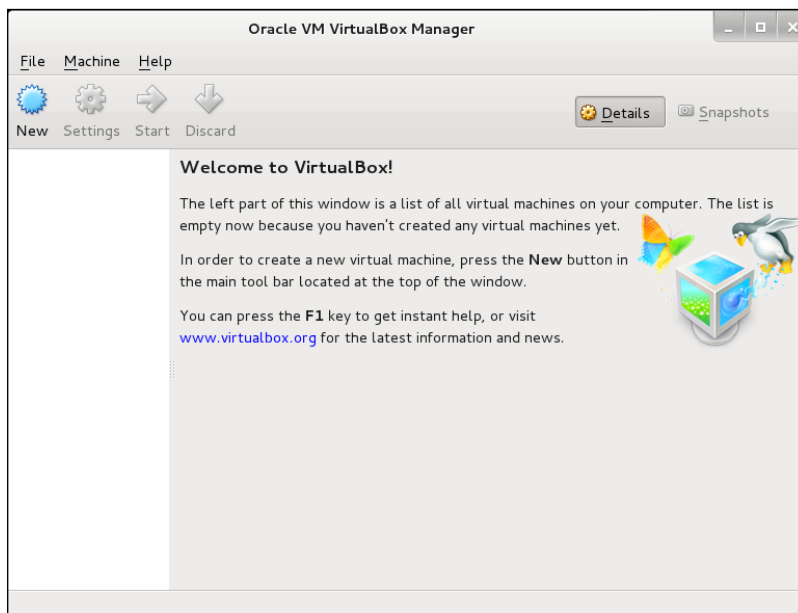 Oracle VM VirtualBox Manager
File Machine Help
New Settings Start Discard
Details Snapshots
Welcome to VirtualBox!
The left part of this window is a list of all virtual machines on your computer. The list is
empty now because you haven't created any virtual machines yet.
In order to create a new virtual machine, press the New button in
the main tool bar located at the top of the window.
You can press the F1 key to get instant help, or visit
www.virtualbox.org for the latest information and news.